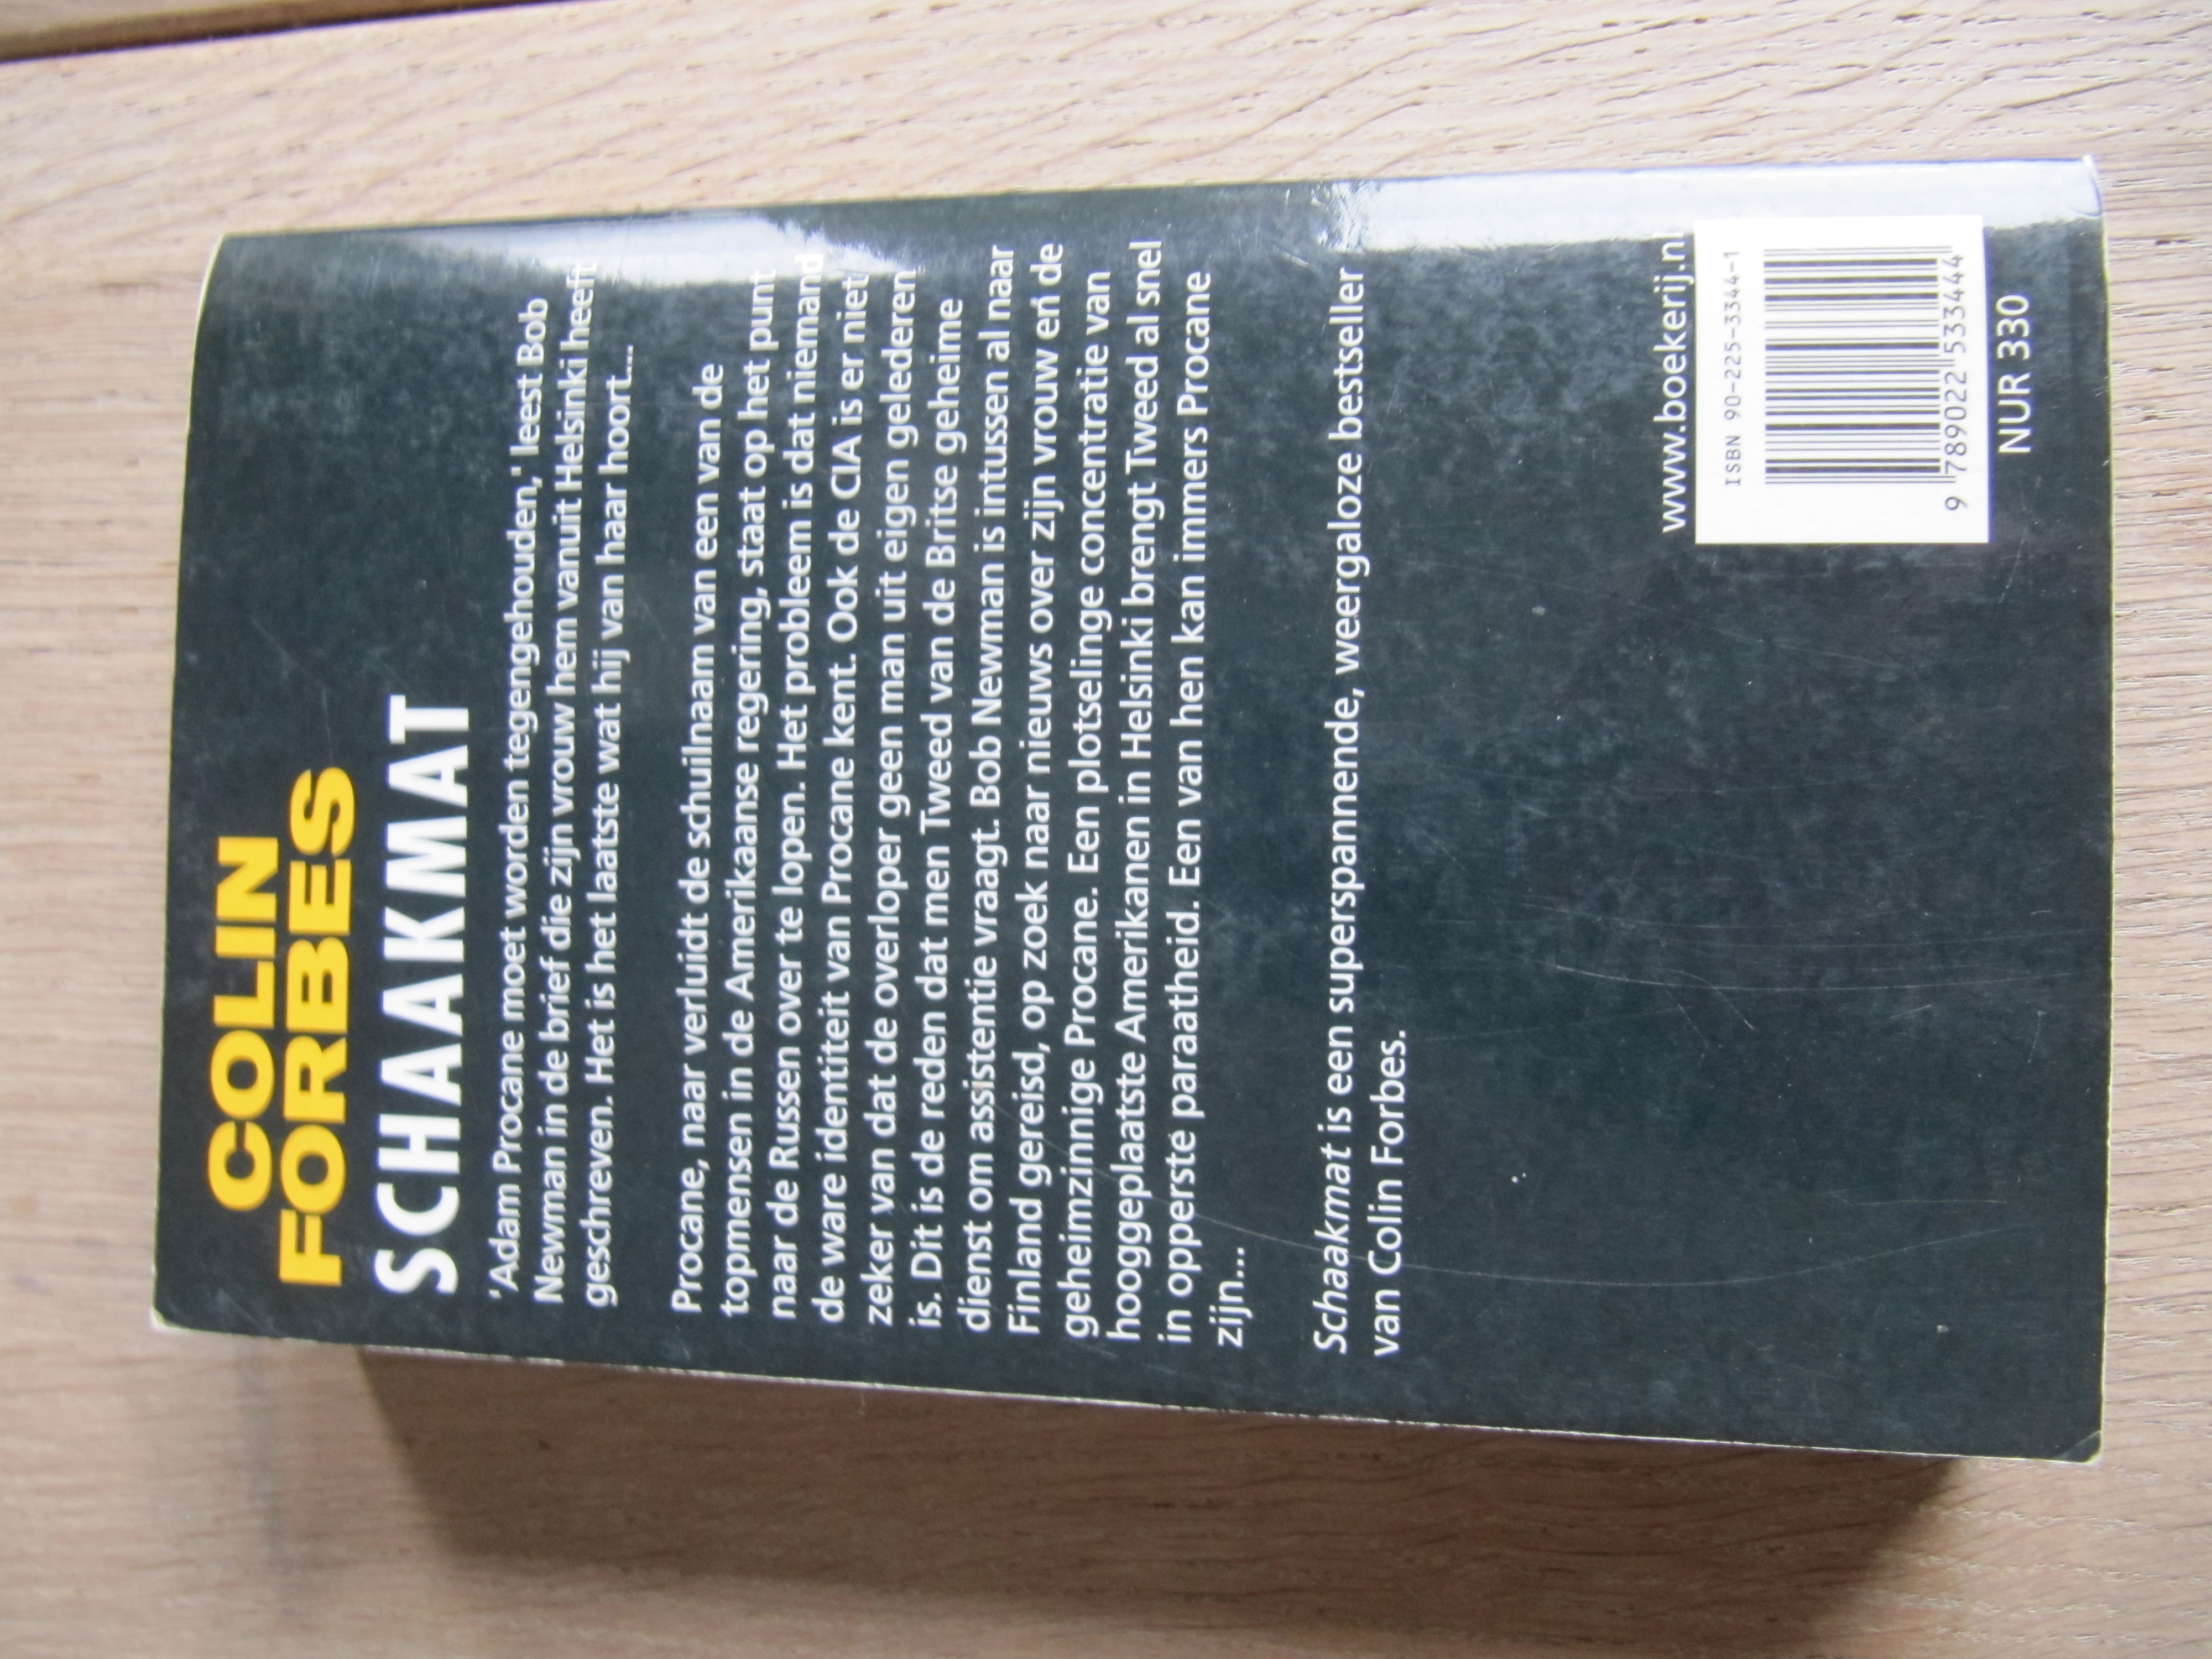 COLIN
FORBES
SCHAAKMAT
'Adam Procane moet worden tegengehouden,' leest Bob
Newman in de brief die zijn vrouw hem vanuit Helsinki heeft
geschreven. Het is het laatste wat hij van haar hoort...
Procane, naar verluidt de schuilnaam van een van de
topmensen in de Amerikaanse regering, staat op het punt
naar de Russen over te lopen. Het probleem is dat niemand
de ware identiteit van Procane kent. Ook de CIA is er niet
zeker van dat de overloper geen man uit eigen gelederen
is. Dit is de reden dat men Tweed van de Britse geheime
dienst om assistentie vraagt. Bob Newman is intussen al naar
Finland gereisd, op zoek naar nieuws over zijn vrouw en de
geheimzinnige Procane. Een plotselinge concentratie van
hooggeplaatste Amerikanen in Helsinki brengt Tweed al snel
in opperste paraatheid. Een van hen kan immers Procane
zijn...
Schaakmat is een superspannende, weergaloze bestseller
van Colin Forbes.
www.boekerij.nl
ISBN 90-225-3344-1
9 789022 533444
NUR 330